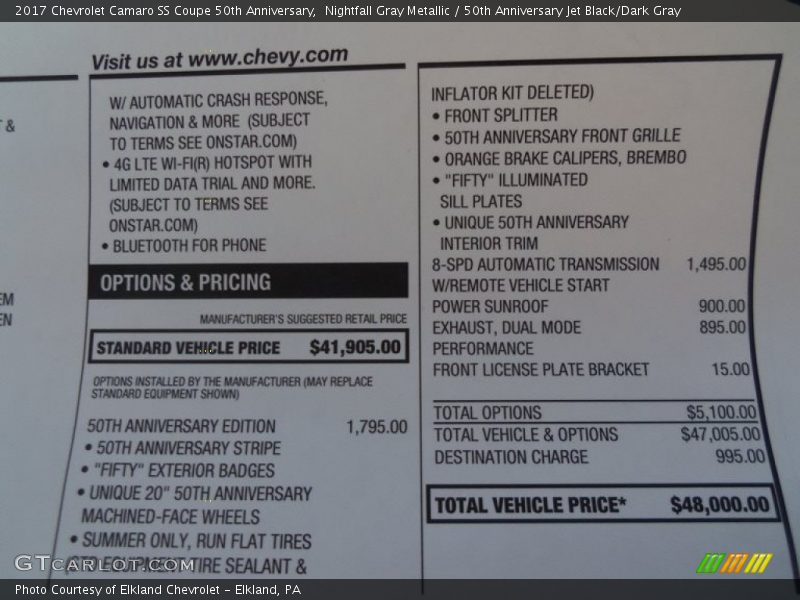 2017 Chevrolet Camaro SS Coupe 50th Anniversary, Nightfall Gray Metallic / 50th Anniversary Jet Black/Dark Gray
Visit us at www.chevy.com
&
EM
EN
W/ AUTOMATIC CRASH RESPONSE,
NAVIGATION & MORE (SUBJECT
TO TERMS SEE ONSTAR.COM)
• 4G LTE WI-FI(R) HOTSPOT WITH
LIMITED DATA TRIAL AND MORE.
(SUBJECT TO TERMS SEE
ONSTAR.COM)
• BLUETOOTH FOR PHONE
OPTIONS & PRICING
MANUFACTURER'S SUGGESTED RETAIL PRICE
STANDARD VEHICLE PRICE $41,905.00
OPTIONS INSTALLED BY THE MANUFACTURER (MAY REPLACE
STANDARD EQUIPMENT SHOWN)
50TH ANNIVERSARY EDITION 1,795.00
• 50TH ANNIVERSARY STRIPE
• "FIFTY" EXTERIOR BADGES
• UNIQUE 20" 50TH ANNIVERSARY
MACHINED-FACE WHEELS
• SUMMER ONLY, RUN FLAT TIRES
(STD EQUIPMENT TIRE SEALANT &
INFLATOR KIT DELETED)
• FRONT SPLITTER
• 50TH ANNIVERSARY FRONT GRILLE
• ORANGE BRAKE CALIPERS, BREMBO
• "FIFTY" ILLUMINATED
SILL PLATES
• UNIQUE 50TH ANNIVERSARY
INTERIOR TRIM
8-SPD AUTOMATIC TRANSMISSION 1,495.00
W/REMOTE VEHICLE START
POWER SUNROOF 900.00
EXHAUST, DUAL MODE 895.00
PERFORMANCE
FRONT LICENSE PLATE BRACKET 15.00
TOTAL OPTIONS $5,100.00
TOTAL VEHICLE & OPTIONS $47,005.00
DESTINATION CHARGE 995.00
TOTAL VEHICLE PRICE* $48,000.00
GTCARLOT.COM
Photo Courtesy of Elkland Chevrolet - Elkland, PA